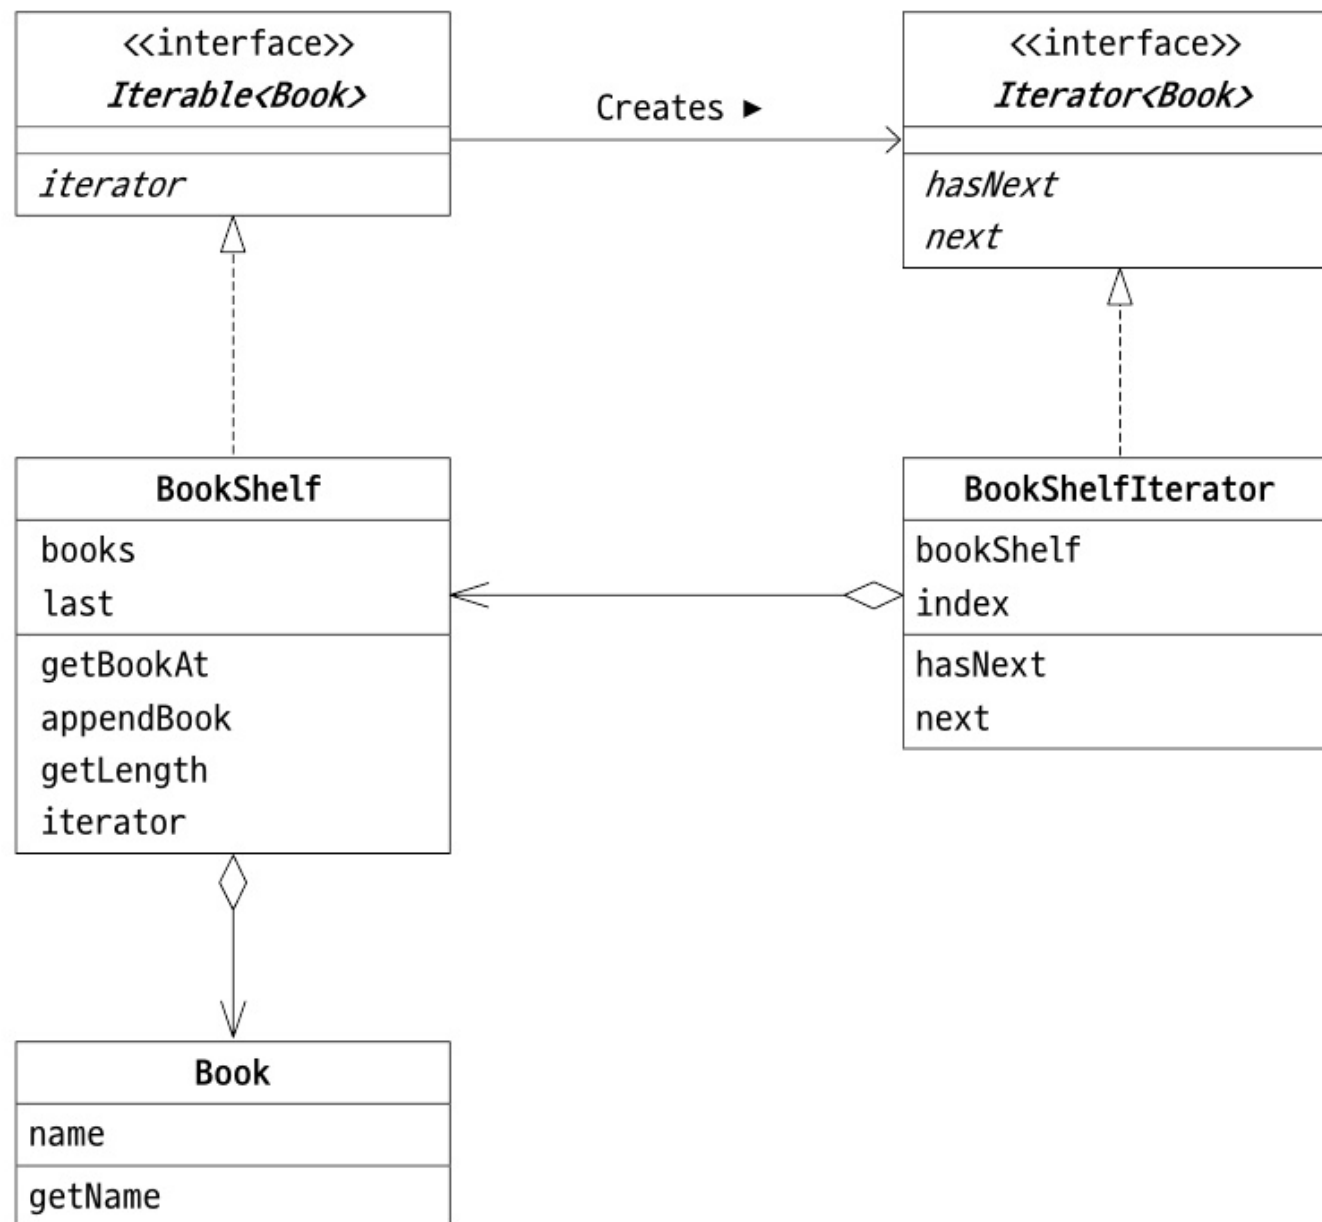 <<interface>>
Iterable<Book>
iterator
Creates ►
<<interface>>
Iterator<Book>
hasNext
next
BookShelf
books
last
getBookAt
appendBook
getLength
iterator
BookShelfIterator
bookShelf
index
hasNext
next
Book
name
getName